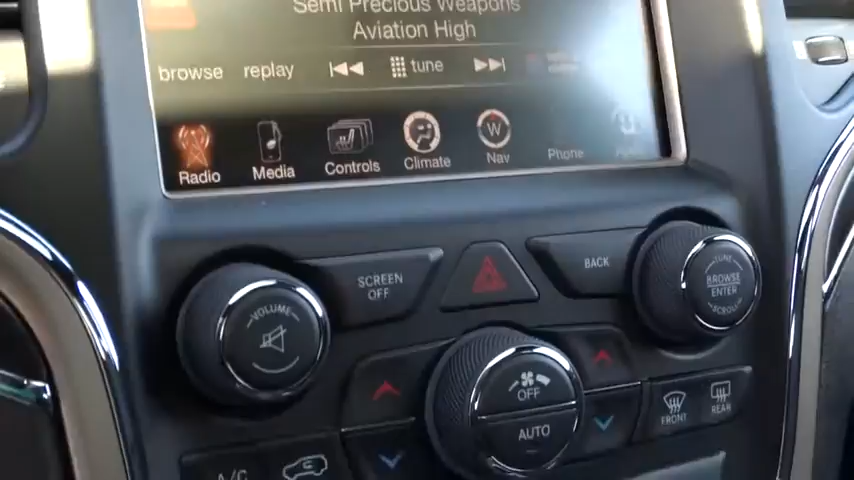 Semi Precious Weapons
Aviation High
browse replay tune
Radio Media Controls Climate W Nav Phone
SCREEN OFF
BACK
VOLUME
TUNE
BROWSE
ENTER
SCROLL
OFF
AUTO
FRONT
REAR
A/C